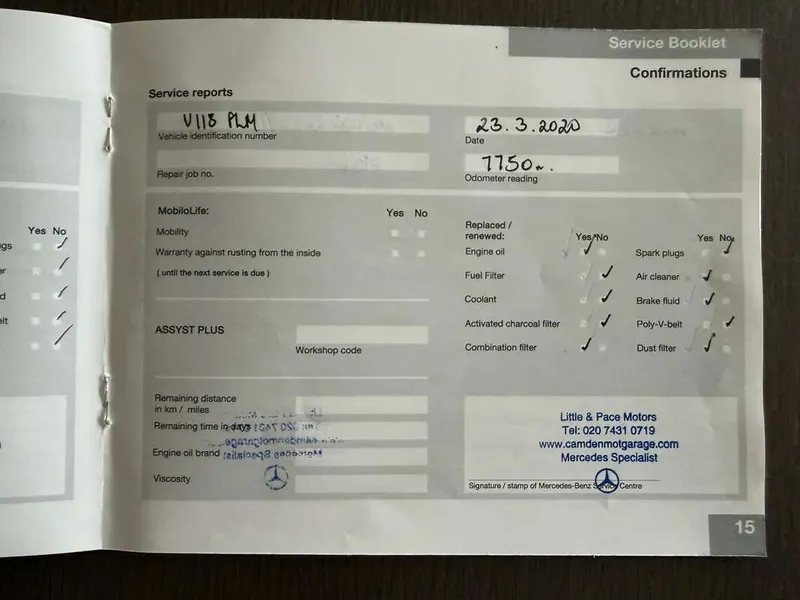 Service Booklet
Confirmations
Service reports
V118 PLM
Vehicle identification number
23.3.2020
Date
Repair job no.
7750
Odometer reading
MobiloLife:
Yes No
Mobility
Warranty against rusting from the inside
( until the next service is due )
ASSYST PLUS
Workshop code
Remaining distance
in km / miles
Remaining time in days
Engine oil brand
Viscosity
Replaced /
renewed:
Yes No
Engine oil
Fuel Filter
Coolant
Activated charcoal filter
Combination filter
Yes No
Spark plugs
Air cleaner
Brake fluid
Poly-V-belt
Dust filter
Little & Pace Motors
Tel: 020 7431 0719
www.camdenmotgarage.com
Mercedes Specialist
Signature / stamp of Mercedes-Benz Service Centre
15
Yes No
gs
er
d
elt